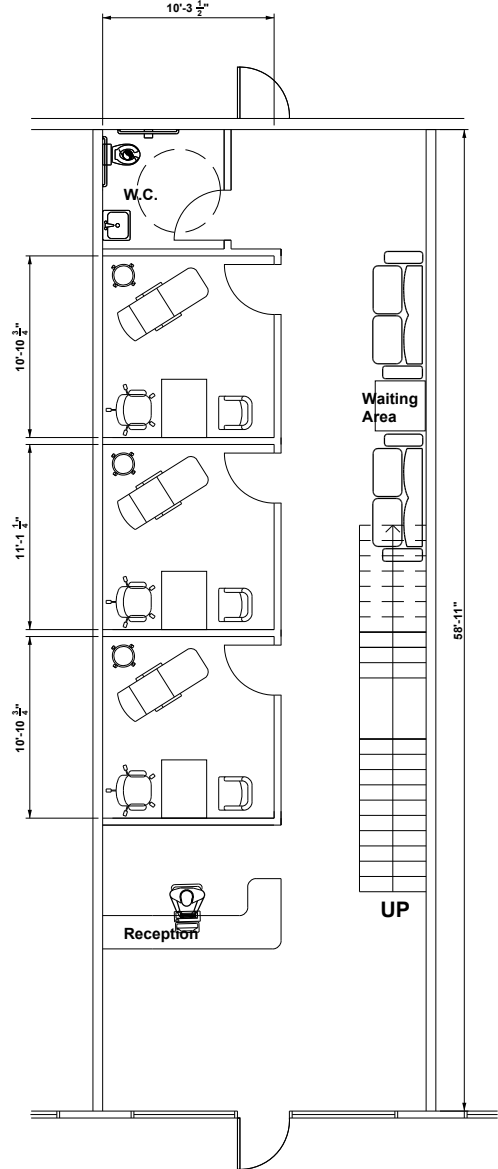 10'-3 1/2"
W.C.
10'-10 3/4"
Waiting
Area
11'-1 1/4"
58'-11"
10'-10 3/4"
UP
Reception